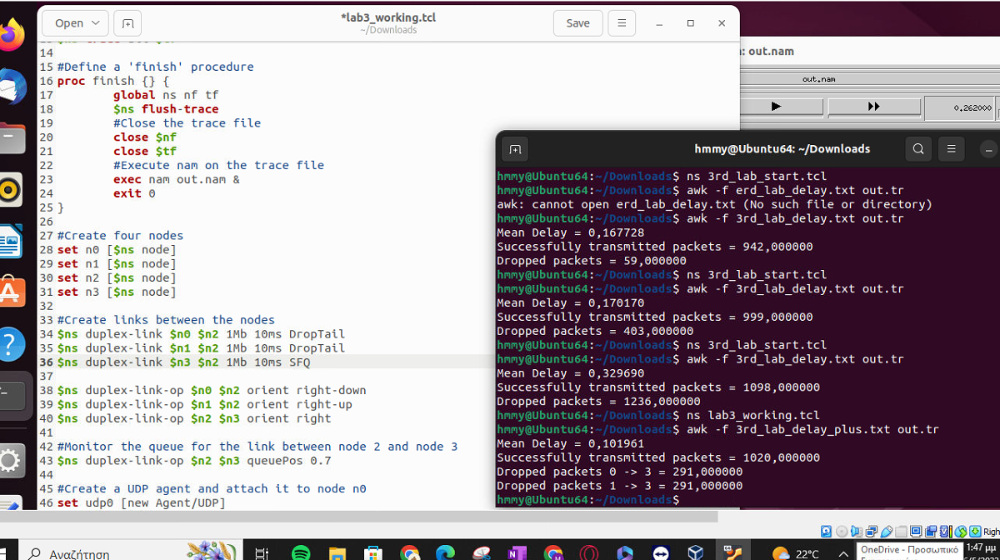 Open
*lab3_working.tcl
~/Downloads
Save
14
15 #Define a 'finish' procedure
16 proc finish {} {
17 global ns nf tf
18 $ns flush-trace
19 #Close the trace file
20 close $nf
21 close $tf
22 #Execute nam on the trace file
23 exec nam out.nam &
24 exit 0
25 }
26
27 #Create four nodes
28 set n0 [$ns node]
29 set n1 [$ns node]
30 set n2 [$ns node]
31 set n3 [$ns node]
32
33 #Create links between the nodes
34 $ns duplex-link $n0 $n2 1Mb 10ms DropTail
35 $ns duplex-link $n1 $n2 1Mb 10ms DropTail
36 $ns duplex-link $n3 $n2 1Mb 10ms SFQ
37
38 $ns duplex-link-op $n0 $n2 orient right-down
39 $ns duplex-link-op $n1 $n2 orient right-up
40 $ns duplex-link-op $n2 $n3 orient right
41
42 #Monitor the queue for the link between node 2 and node 3
43 $ns duplex-link-op $n2 $n3 queuePos 0.7
44
45 #Create a UDP agent and attach it to node n0
46 set udp0 [new Agent/UDP]
: out.nam
out.nam
0.262000
hmmy@Ubuntu64: ~/Downloads
hmmy@Ubuntu64:~/Downloads$ ns 3rd_lab_start.tcl
hmmy@Ubuntu64:~/Downloads$ awk -f erd_lab_delay.txt out.tr
awk: cannot open erd_lab_delay.txt (No such file or directory)
hmmy@Ubuntu64:~/Downloads$ awk -f 3rd_lab_delay.txt out.tr
Mean Delay = 0,167728
Successfully transmitted packets = 942,000000
Dropped packets = 59,000000
hmmy@Ubuntu64:~/Downloads$ ns 3rd_lab_start.tcl
hmmy@Ubuntu64:~/Downloads$ awk -f 3rd_lab_delay.txt out.tr
Mean Delay = 0,170170
Successfully transmitted packets = 999,000000
Dropped packets = 403,000000
hmmy@Ubuntu64:~/Downloads$ ns 3rd_lab_start.tcl
hmmy@Ubuntu64:~/Downloads$ awk -f 3rd_lab_delay.txt out.tr
Mean Delay = 0,329690
Successfully transmitted packets = 1098,000000
Dropped packets = 1236,000000
hmmy@Ubuntu64:~/Downloads$ ns lab3_working.tcl
hmmy@Ubuntu64:~/Downloads$ awk -f 3rd_lab_delay_plus.txt out.tr
Mean Delay = 0,101961
Successfully transmitted packets = 1020,000000
Dropped packets 0 -> 3 = 291,000000
Dropped packets 1 -> 3 = 291,000000
hmmy@Ubuntu64:~/Downloads$
Righ
Αναζήτηση
22°C
OneDrive - Προσωπικό
1:47 μμ